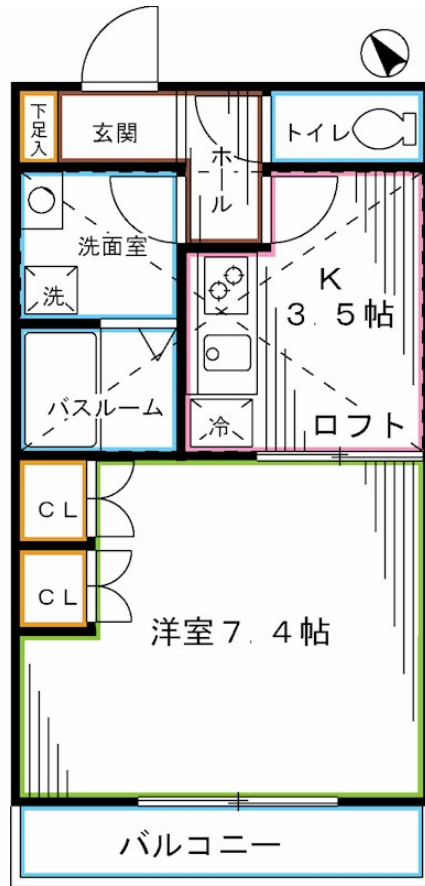 下足入
玄関
ホール
トイレ
洗面室
洗
K
3.5帖
バスルーム
冷
ロフト
CL
CL
洋室7.4帖
バルコニー